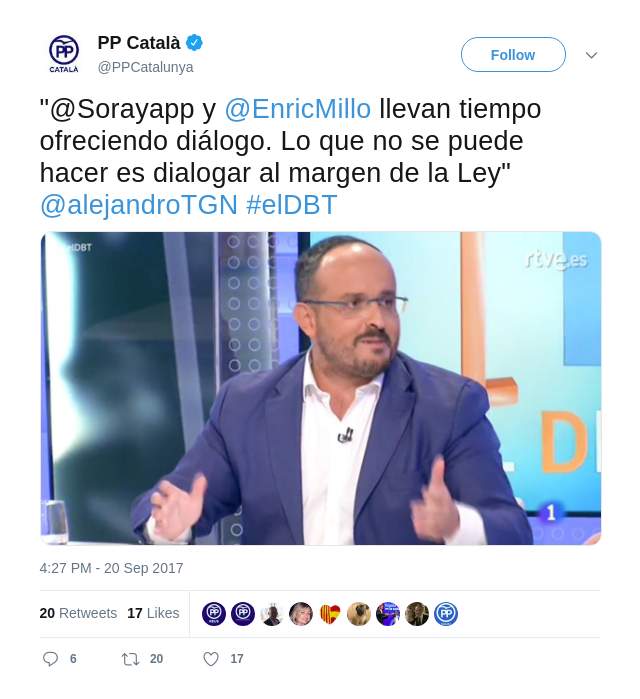 PP Català
@PPCatalunya
CATALÀ
Follow
"@Sorayapp y @EnricMillo llevan tiempo
ofreciendo diálogo. Lo que no se puede
hacer es dialogar al margen de la Ley"
@alejandroTGN #elDBT
rtve.es
1
4:27 PM - 20 Sep 2017
20 Retweets 17 Likes
6 20 17